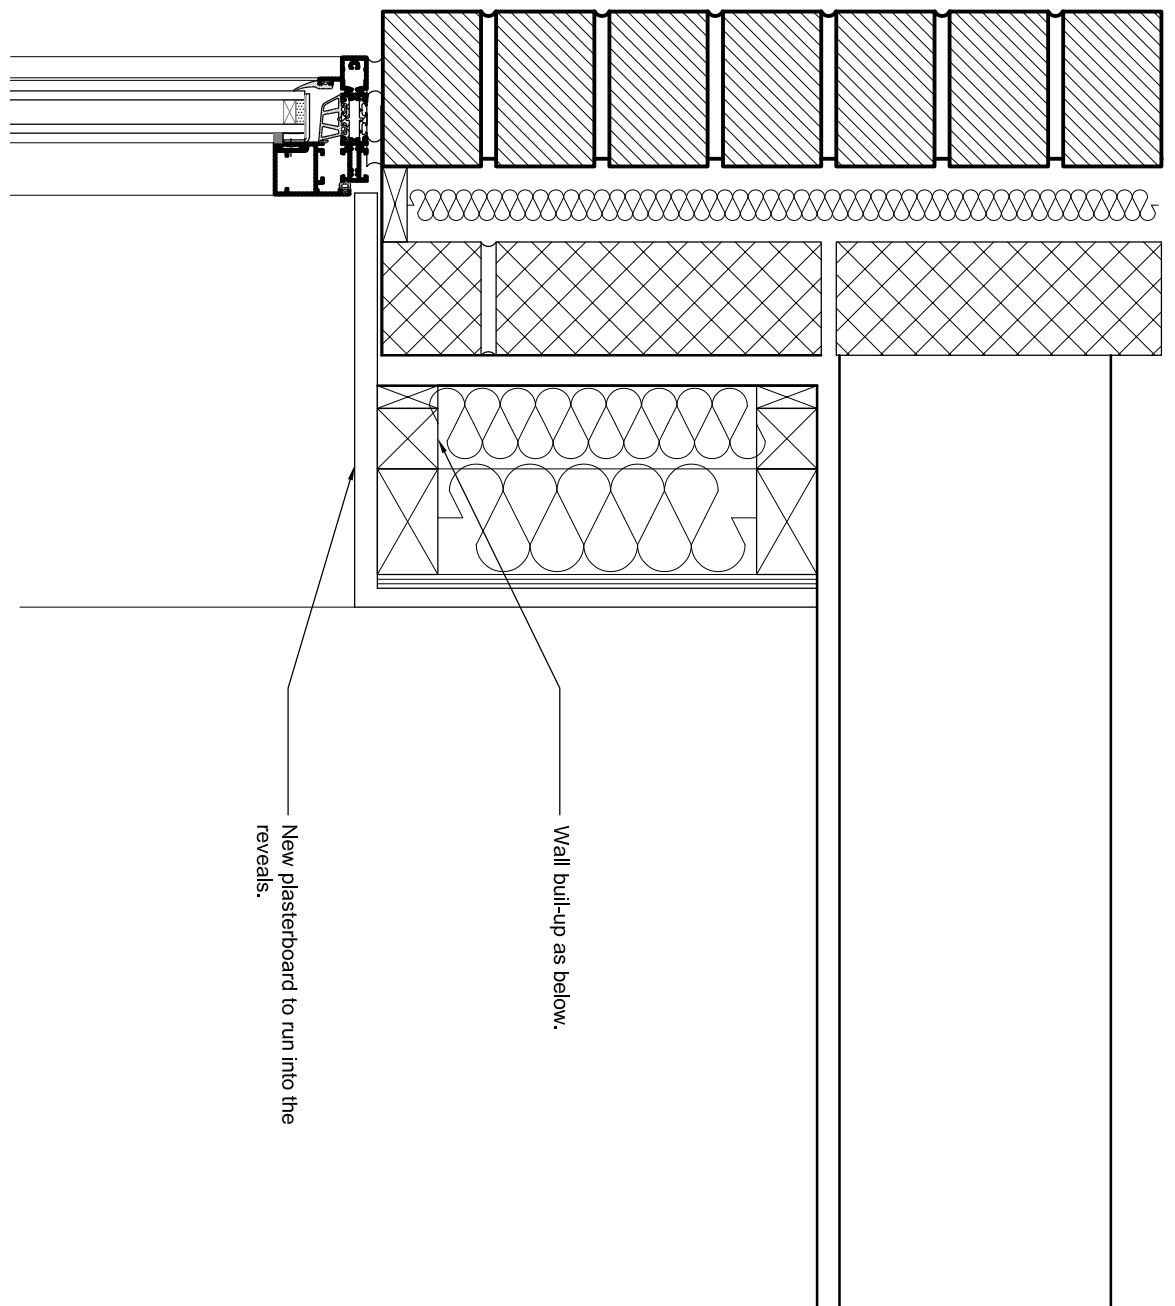 Wall buil-up as below.
New plasterboard to run into the
reveals.